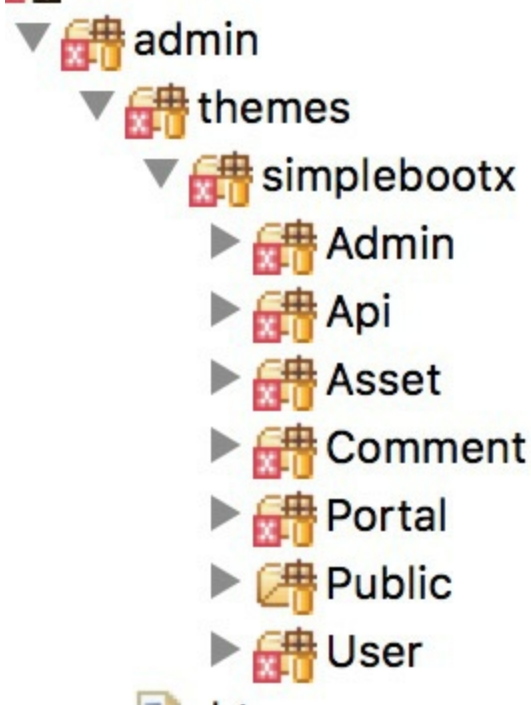 admin
themes
simplebootx
Admin
Api
Asset
Comment
Portal
Public
User